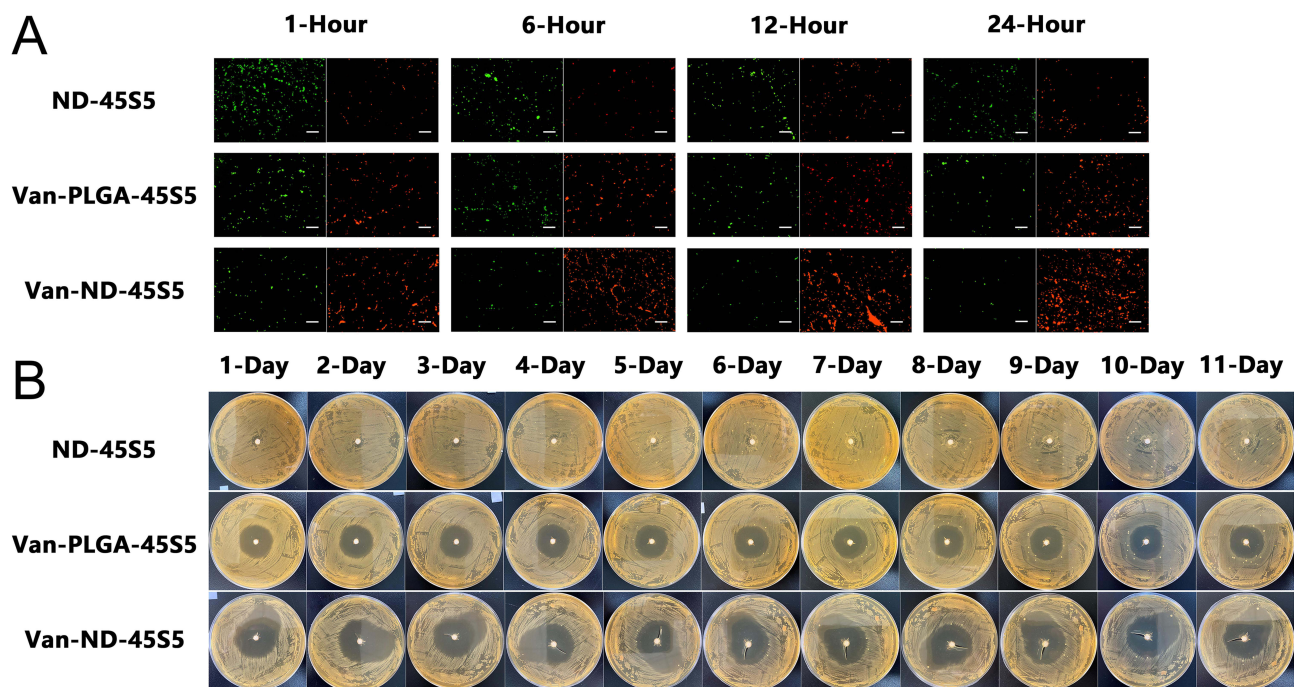 A
1-Hour 6-Hour 12-Hour 24-Hour
ND-45S5
Van-PLGA-45S5
Van-ND-45S5
B
1-Day 2-Day 3-Day 4-Day 5-Day 6-Day 7-Day 8-Day 9-Day 10-Day 11-Day
ND-45S5
Van-PLGA-45S5
Van-ND-45S5